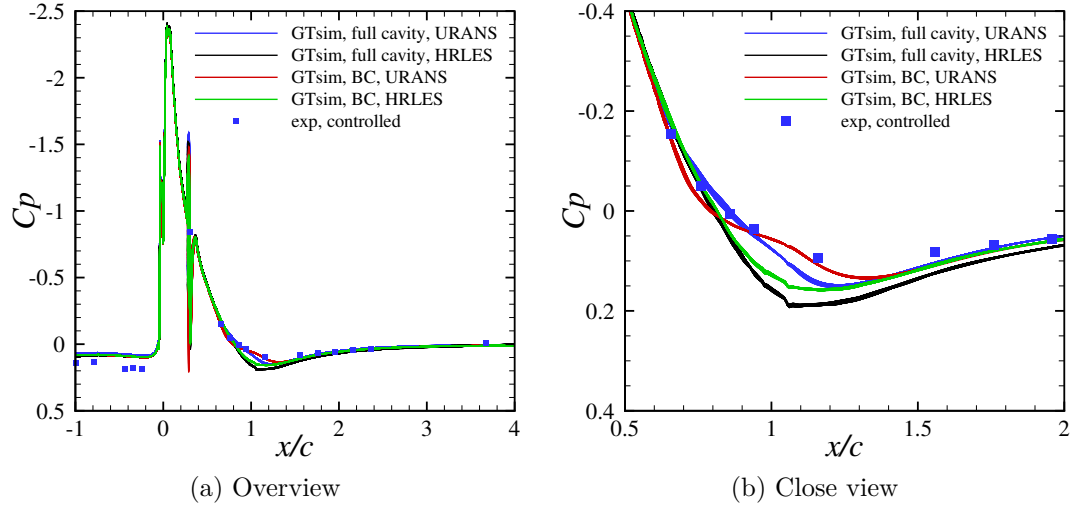 -2.5
-2
-1.5
-1
-0.5
0
0.5
Cp
GTsim, full cavity, URANS
GTsim, full cavity, HRLES
GTsim, BC, URANS
GTsim, BC, HRLES
exp, controlled
-1 0 1 2 3 4
x/c
(a) Overview
-0.4
-0.2
0
0.2
0.4
Cp
GTsim, full cavity, URANS
GTsim, full cavity, HRLES
GTsim, BC, URANS
GTsim, BC, HRLES
exp, controlled
0.5 1 1.5 2
x/c
(b) Close view